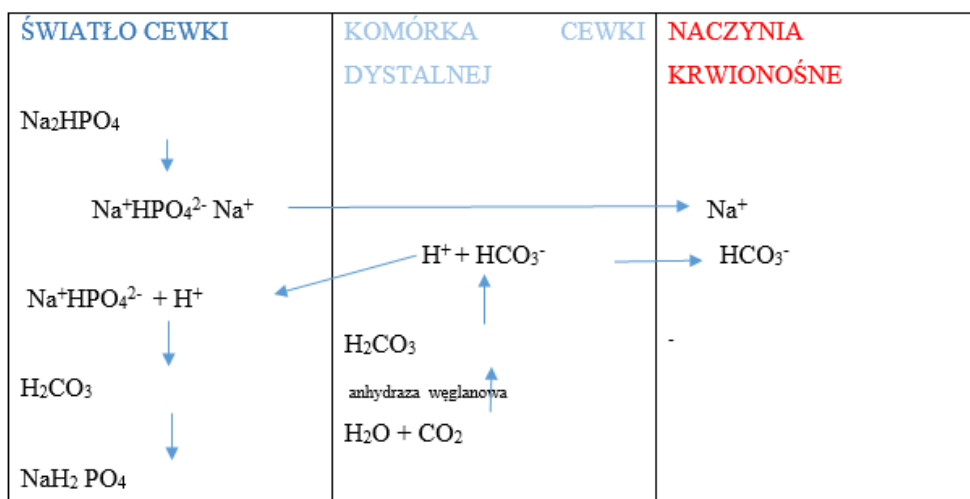 ŚWIATŁO CEWKI
Na₂HPO₄
Na⁺HPO₄²⁻ Na⁺
Na⁺HPO₄²⁻ + H⁺
H₂CO₃
NaH₂ PO₄
KOMÓRKA CEWKI
DYSTALNEJ
H⁺ + HCO₃⁻
H₂CO₃
anhydraza węglanowa
H₂O + CO₂
NACZYNIA
KRWIONOŚNE
Na⁺
HCO₃⁻
-